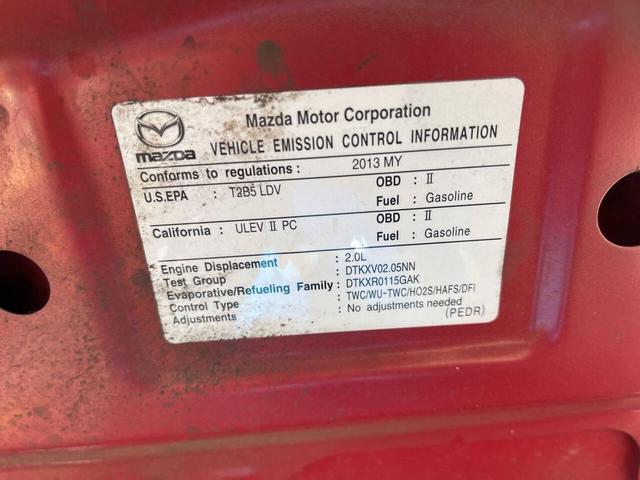 Mazda Motor Corporation
mazda VEHICLE EMISSION CONTROL INFORMATION
Conforms to regulations : 2013 MY
U.S.EPA : T2B5 LDV OBD : II
Fuel : Gasoline
California : ULEV II PC OBD : II
Fuel : Gasoline
Engine Displacement : 2.0L
Test Group : DTKXV02.05NN
Evaporative/Refueling Family : DTKXR0115GAK
Control Type : TWC/WU-TWC/HO2S/HAFS/DFI
Adjustments : No adjustments needed
(PEDR)